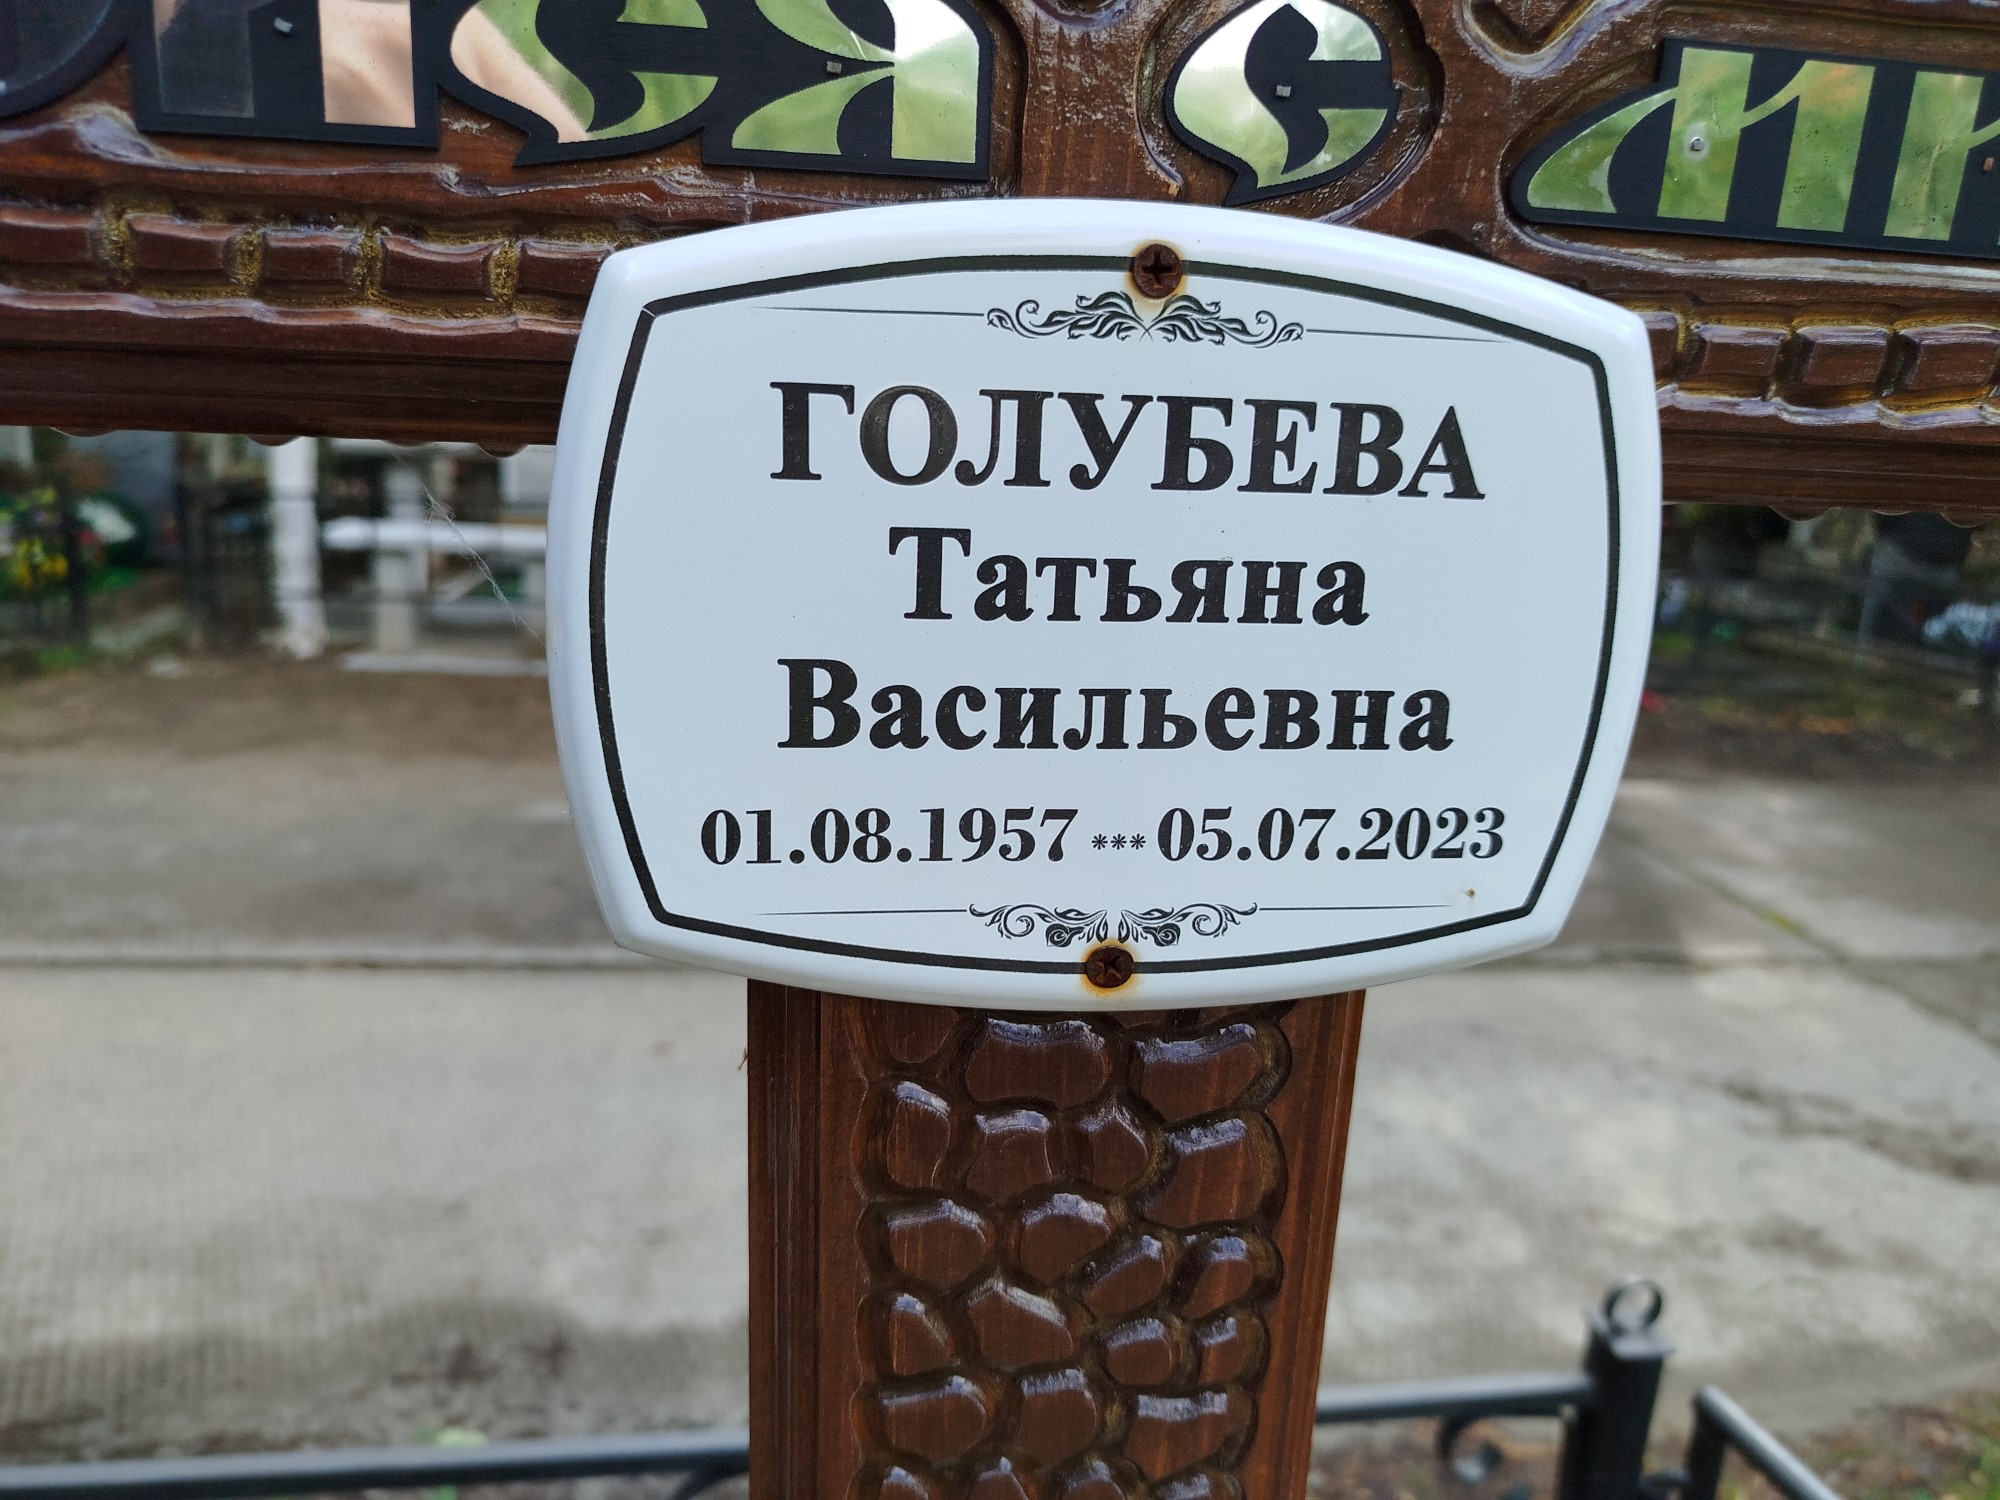 ГОЛУБЕВА
Татьяна
Васильевна
01.08.1957 *** 05.07.2023